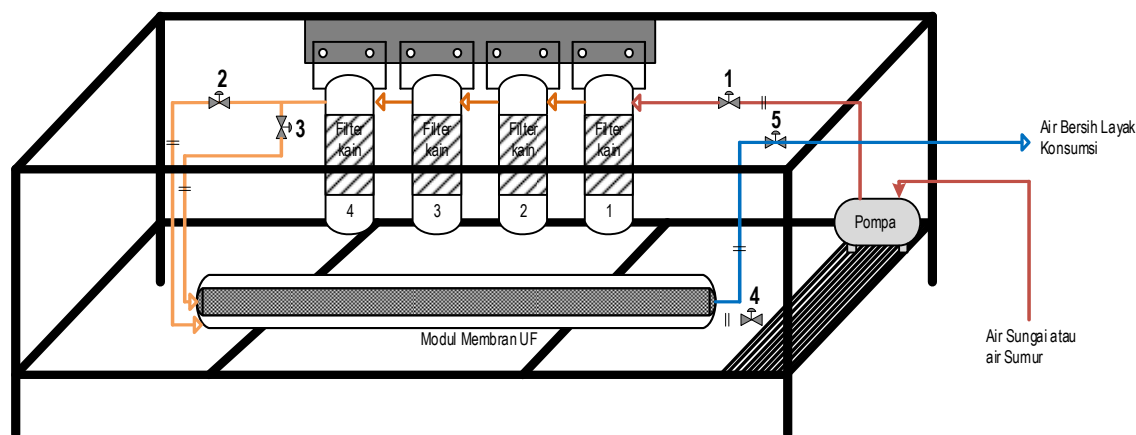 2
1
3
5
Filter
kain
Filter
kain
Filter
kain
Filter
kain
Air Bersih Layak
Konsumsi
4
3
2
1
Pompa
4
Modul Membran UF
Air Sungai atau
air Sumur